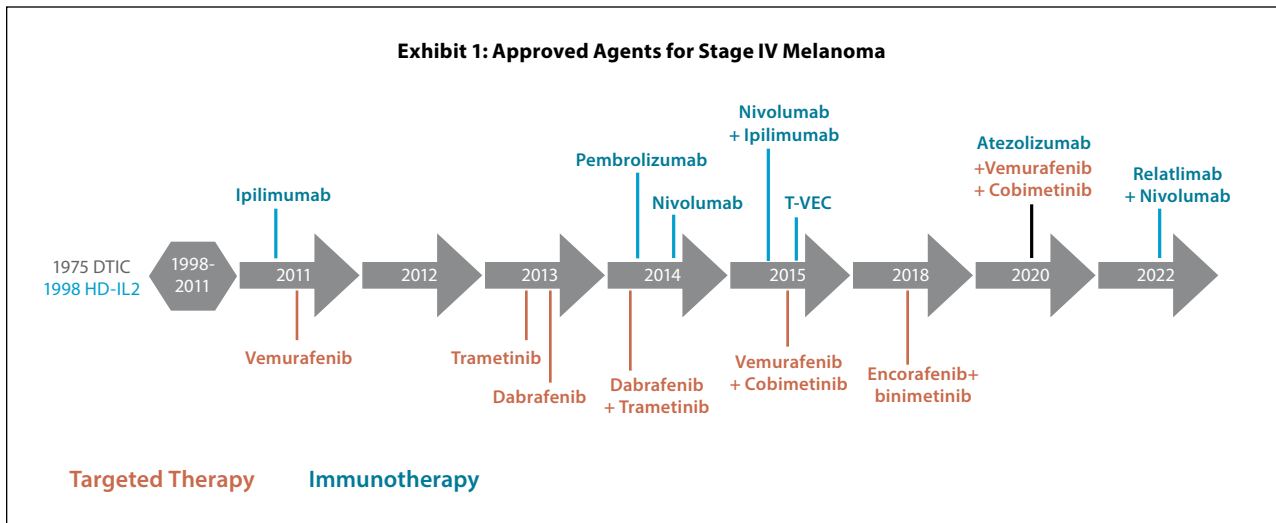 Exhibit 1: Approved Agents for Stage IV Melanoma
Nivolumab
+ Ipilimumab
Atezolizumab
+Vemurafenib
+ Cobimetinib
Pembrolizumab
Relatlimab
+ Nivolumab
Ipilimumab
Nivolumab
T-VEC
1975 DTIC
1998 HD-IL2
1998-
2011
2011
2012
2013
2014
2015
2018
2020
2022
Vemurafenib
Trametinib
Dabrafenib
Dabrafenib
+ Trametinib
Vemurafenib
+ Cobimetinib
Encorafenib+
binimetinib
Targeted Therapy
Immunotherapy